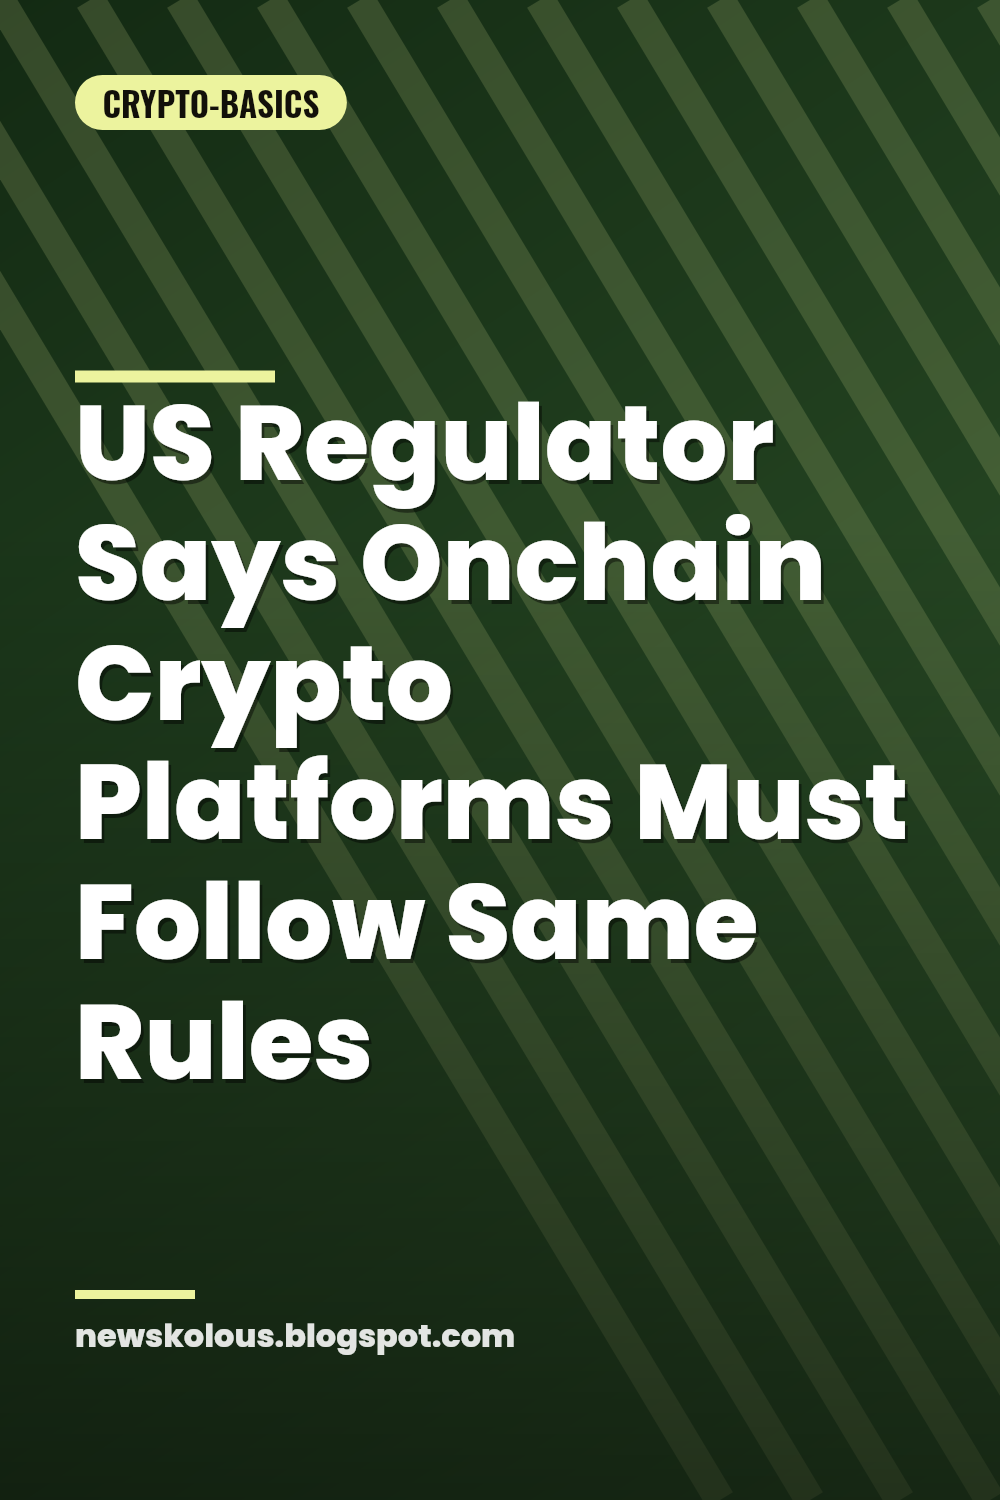 CRYPTO-BASICS
US Regulator
Says Onchain
Crypto
Platforms Must
Follow Same
Rules
newskolous.blogspot.com